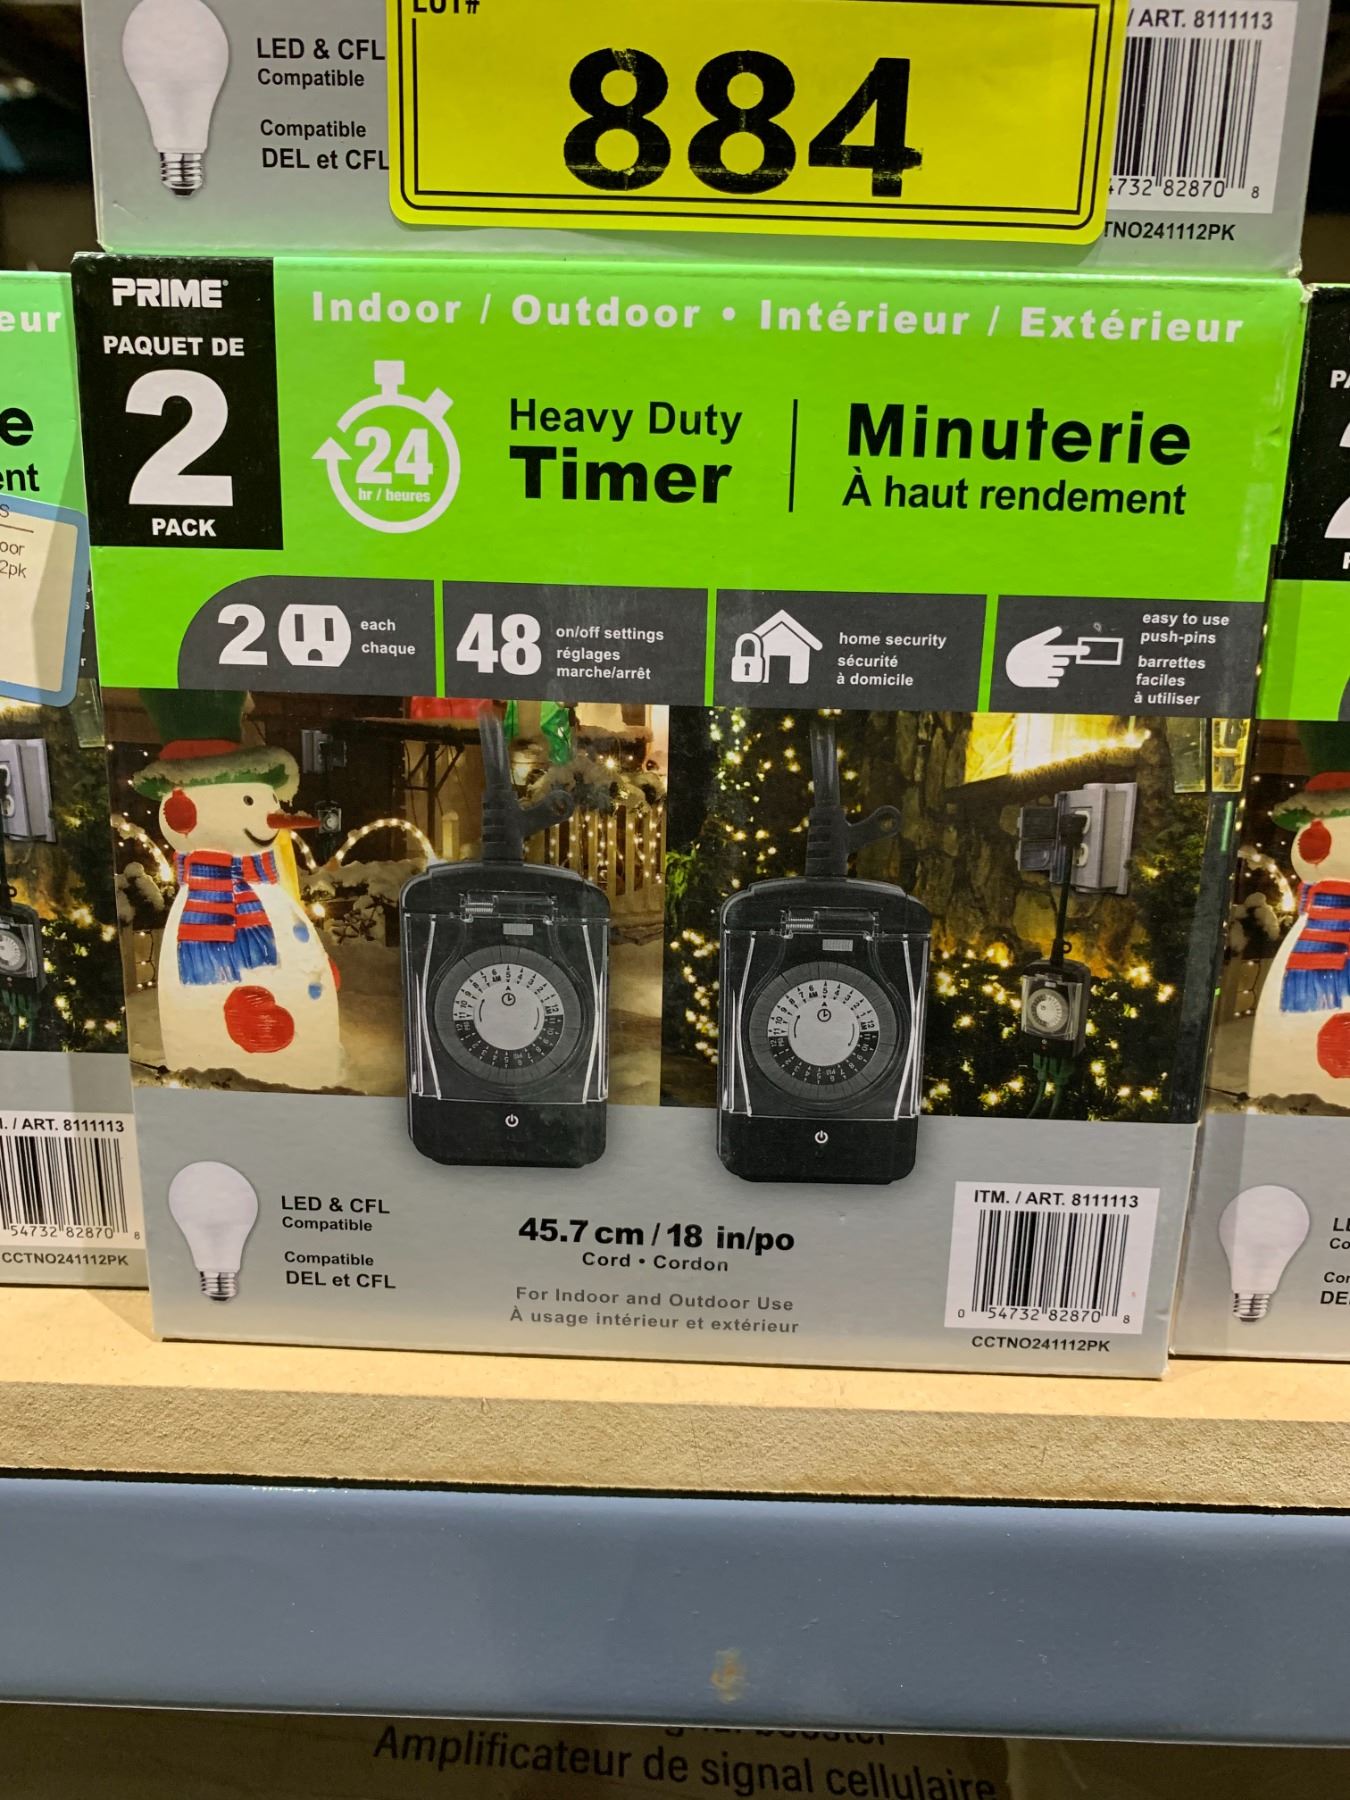 LOT#
884
LED & CFL
Compatible
Compatible
DEL et CFL
/ ART. 8111113
4732 82870 8
TNO241112PK
PRIME
PAQUET DE
2
PACK
Indoor / Outdoor • Intérieur / Extérieur
24
hr / heures
Heavy Duty
Timer
Minuterie
À haut rendement
2
each
chaque
48
on/off settings
réglages
marche/arrêt
home security
sécurité
à domicile
easy to use
push-pins
barrettes
faciles
à utiliser
LED & CFL
Compatible
Compatible
DEL et CFL
45.7 cm / 18 in/po
Cord • Cordon
For Indoor and Outdoor Use
À usage intérieur et extérieur
ITM. / ART. 8111113
0 54732 82870 8
CCTNO241112PK
eur
e
ent
oor
2pk
. / ART. 8111113
54732 82870 8
CCTNO241112PK
Amplificateur de signal cellulaire